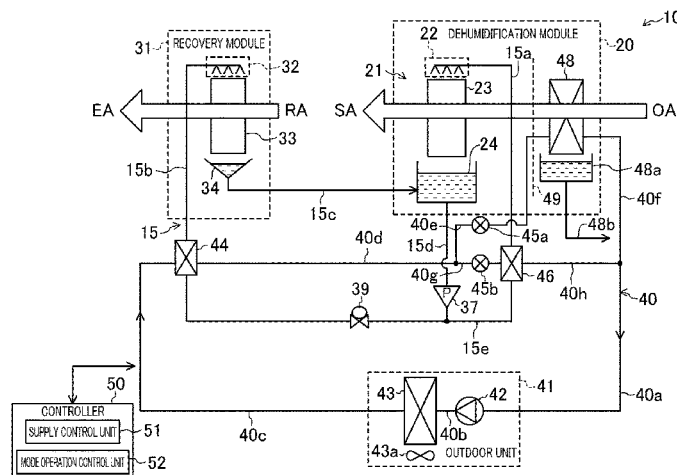 10
31
RECOVERY MODULE
DEHUMIDIFICATION MODULE
20
32
22
15a
48
21
23
EA
RA
SA
OA
33
24
15b
34
48a
15c
49
40f
40e
48b
15
44
15d
45a
40d
40g
45b
46
40h
39
P
37
40
15e
50
43
42
41
40a
CONTROLLER
SUPPLY CONTROL UNIT
51
40c
40b
OUTDOOR UNIT
MODE OPERATION CONTROL UNIT
52
43a